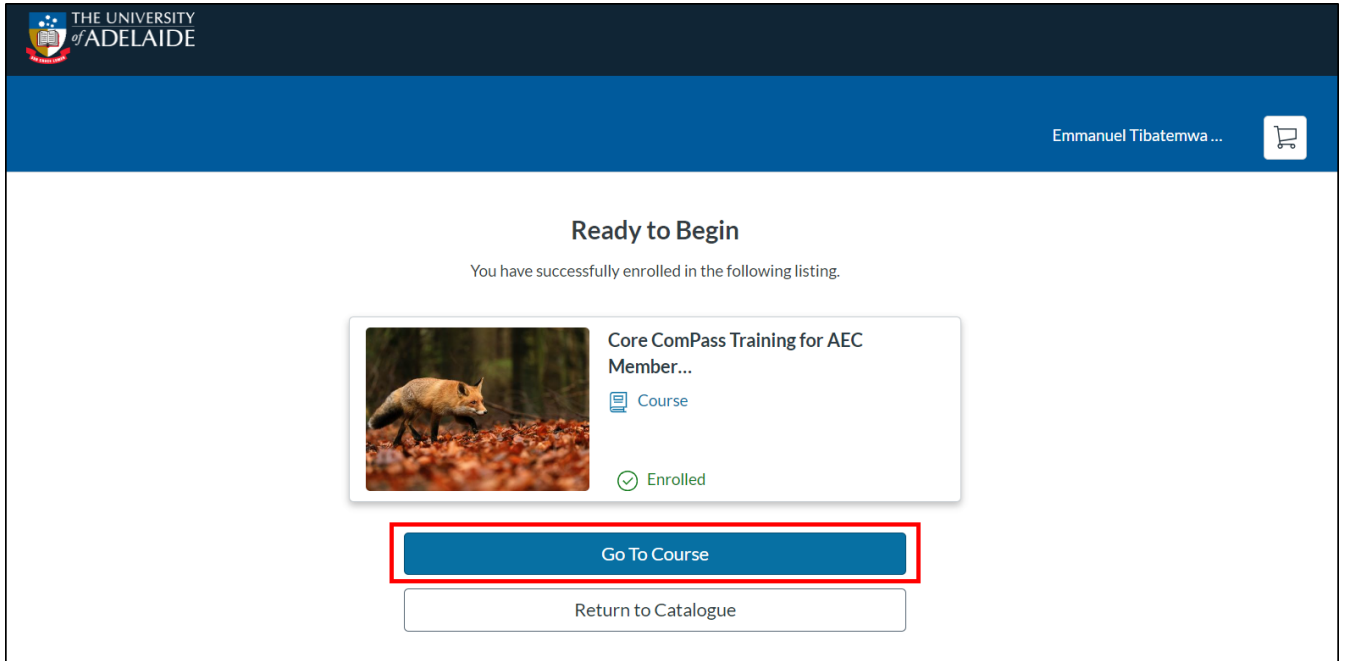 THE UNIVERSITY
of ADELAIDE
Emmanuel Tibatemwa ...
Ready to Begin
You have successfully enrolled in the following listing.
Core ComPass Training for AEC
Member...
Course
Enrolled
Go To Course
Return to Catalogue